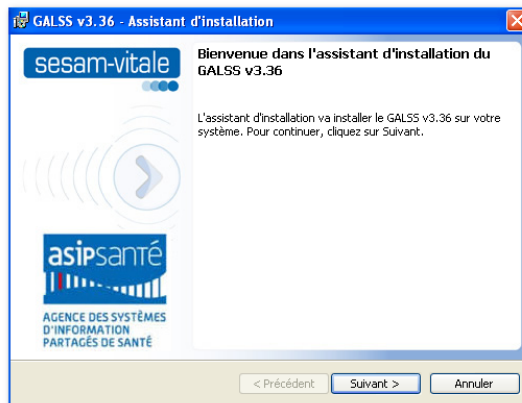 GALSS v3.36 - Assistant d'installation
sesam-vitale
Bienvenue dans l'assistant d'installation du
GALSS v3.36
L'assistant d'installation va installer le GALSS v3.36 sur votre
système. Pour continuer, cliquez sur Suivant.
asipsanté
AGENCE DES SYSTÈMES
D'INFORMATION
PARTAGÉS DE SANTÉ
< Précédent
Suivant >
Annuler